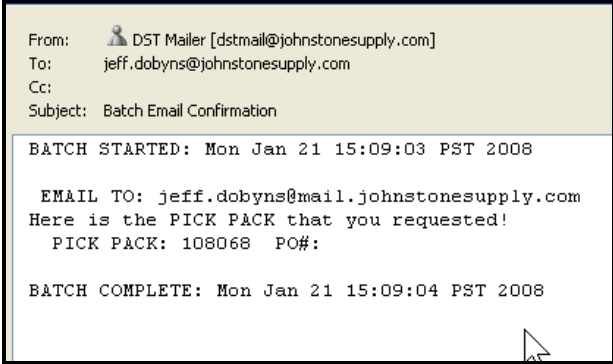 From: DST Mailer [dstmail@johnstonesupply.com]
To: jeff.dobyns@johnstonesupply.com
Cc:
Subject: Batch Email Confirmation
BATCH STARTED: Mon Jan 21 15:09:03 PST 2008
EMAIL TO: jeff.dobyns@mail.johnstonesupply.com
Here is the PICK PACK that you requested!
PICK PACK: 108068 PO#:
BATCH COMPLETE: Mon Jan 21 15:09:04 PST 2008